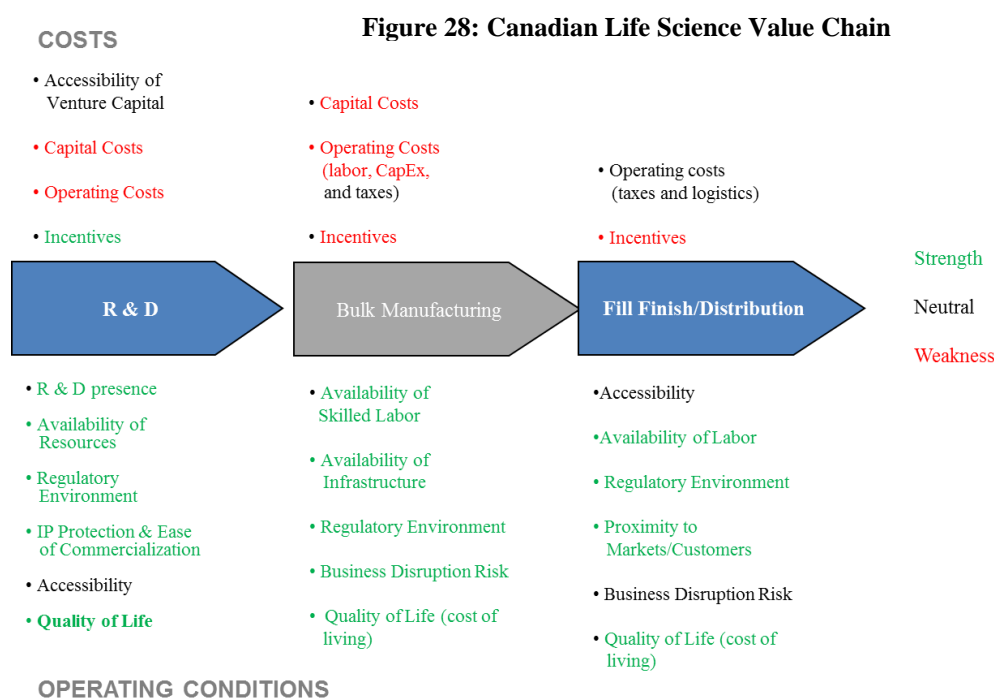 Figure 28: Canadian Life Science Value Chain
COSTS
• Accessibility of
Venture Capital
• Capital Costs
• Operating Costs
• Incentives
• Capital Costs
• Operating Costs
(labor, CapEx,
and taxes)
• Incentives
• Operating costs
(taxes and logistics)
• Incentives
R & D
Bulk Manufacturing
Fill Finish/Distribution
Strength
Neutral
Weakness
• R & D presence
• Availability of
Resources
• Regulatory
Environment
• IP Protection & Ease
of Commercialization
• Accessibility
• Quality of Life
• Availability of
Skilled Labor
• Availability of
Infrastructure
• Regulatory Environment
• Business Disruption Risk
• Quality of Life (cost of
living)
•Accessibility
•Availability of Labor
• Regulatory Environment
• Proximity to
Markets/Customers
• Business Disruption Risk
• Quality of Life (cost of
living)
OPERATING CONDITIONS